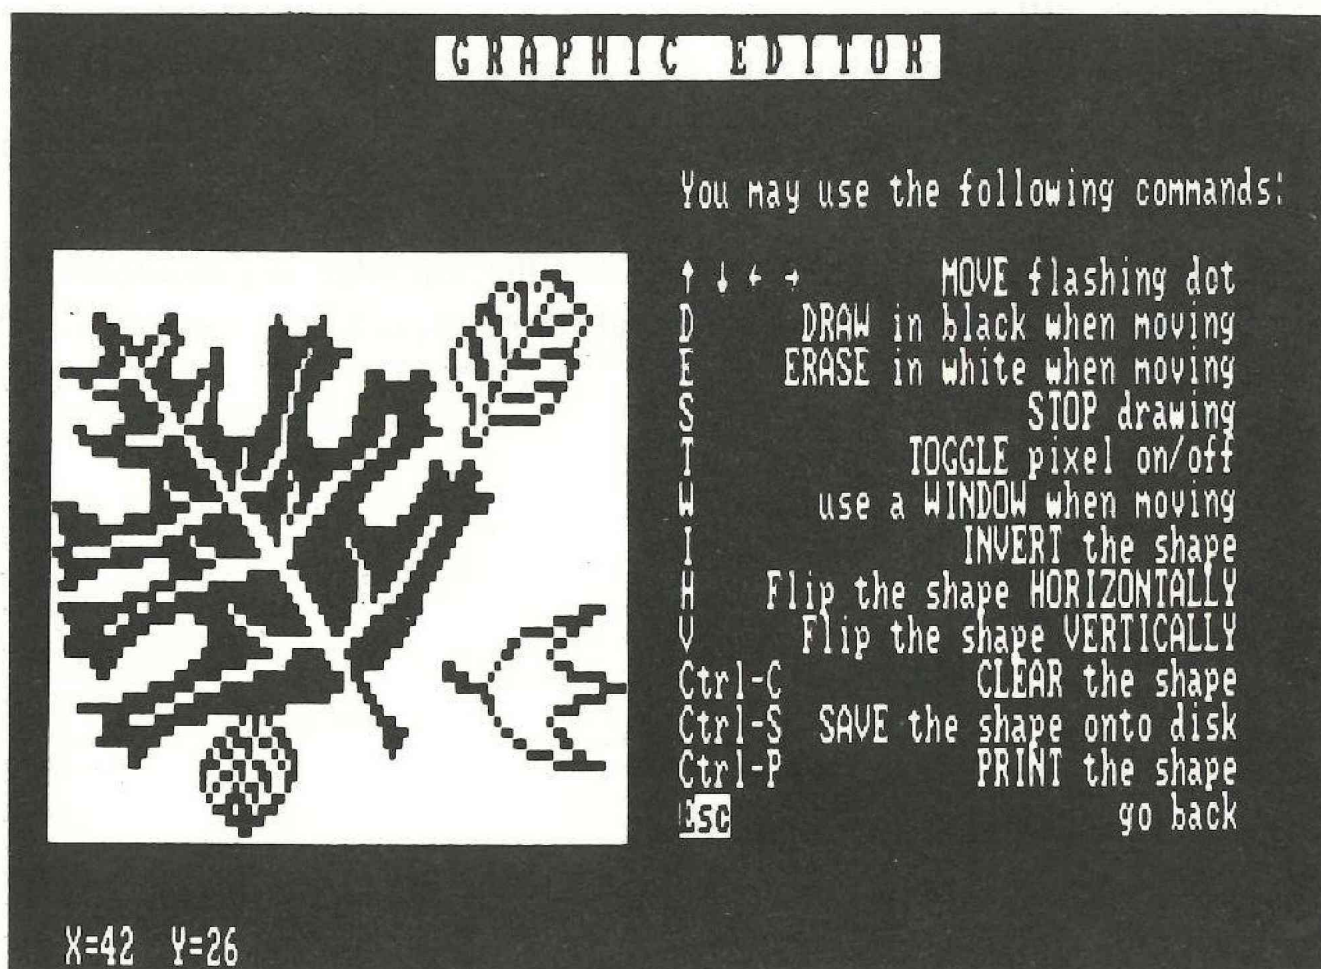 GRAPHIC EDITOR
You may use the following commands:
↑ ↓ ← → MOVE flashing dot
D DRAW in black when moving
E ERASE in white when moving
S STOP drawing
T TOGGLE pixel on/off
W use a WINDOW when moving
I INVERT the shape
H Flip the shape HORIZONTALLY
V Flip the shape VERTICALLY
Ctrl-C CLEAR the shape
Ctrl-S SAVE the shape onto disk
Ctrl-P PRINT the shape
Esc go back
X=42 Y=26